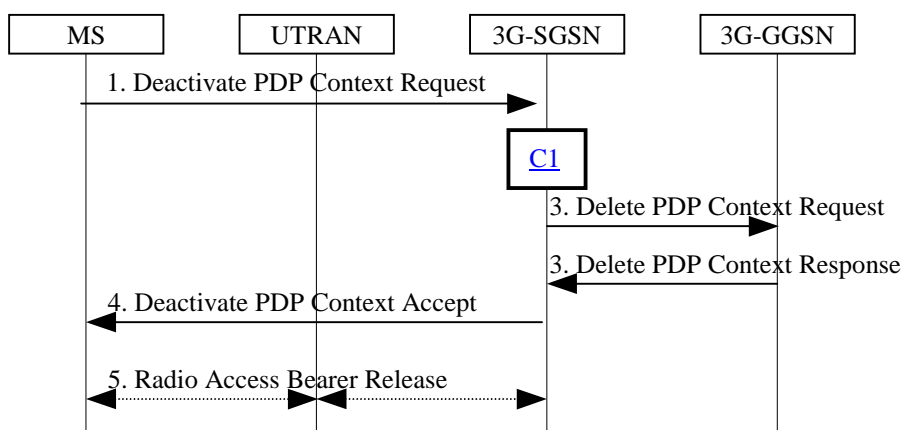 MS
UTRAN
3G-SGSN
3G-GGSN
1. Deactivate PDP Context Request
C1
3. Delete PDP Context Request
3. Delete PDP Context Response
4. Deactivate PDP Context Accept
5. Radio Access Bearer Release